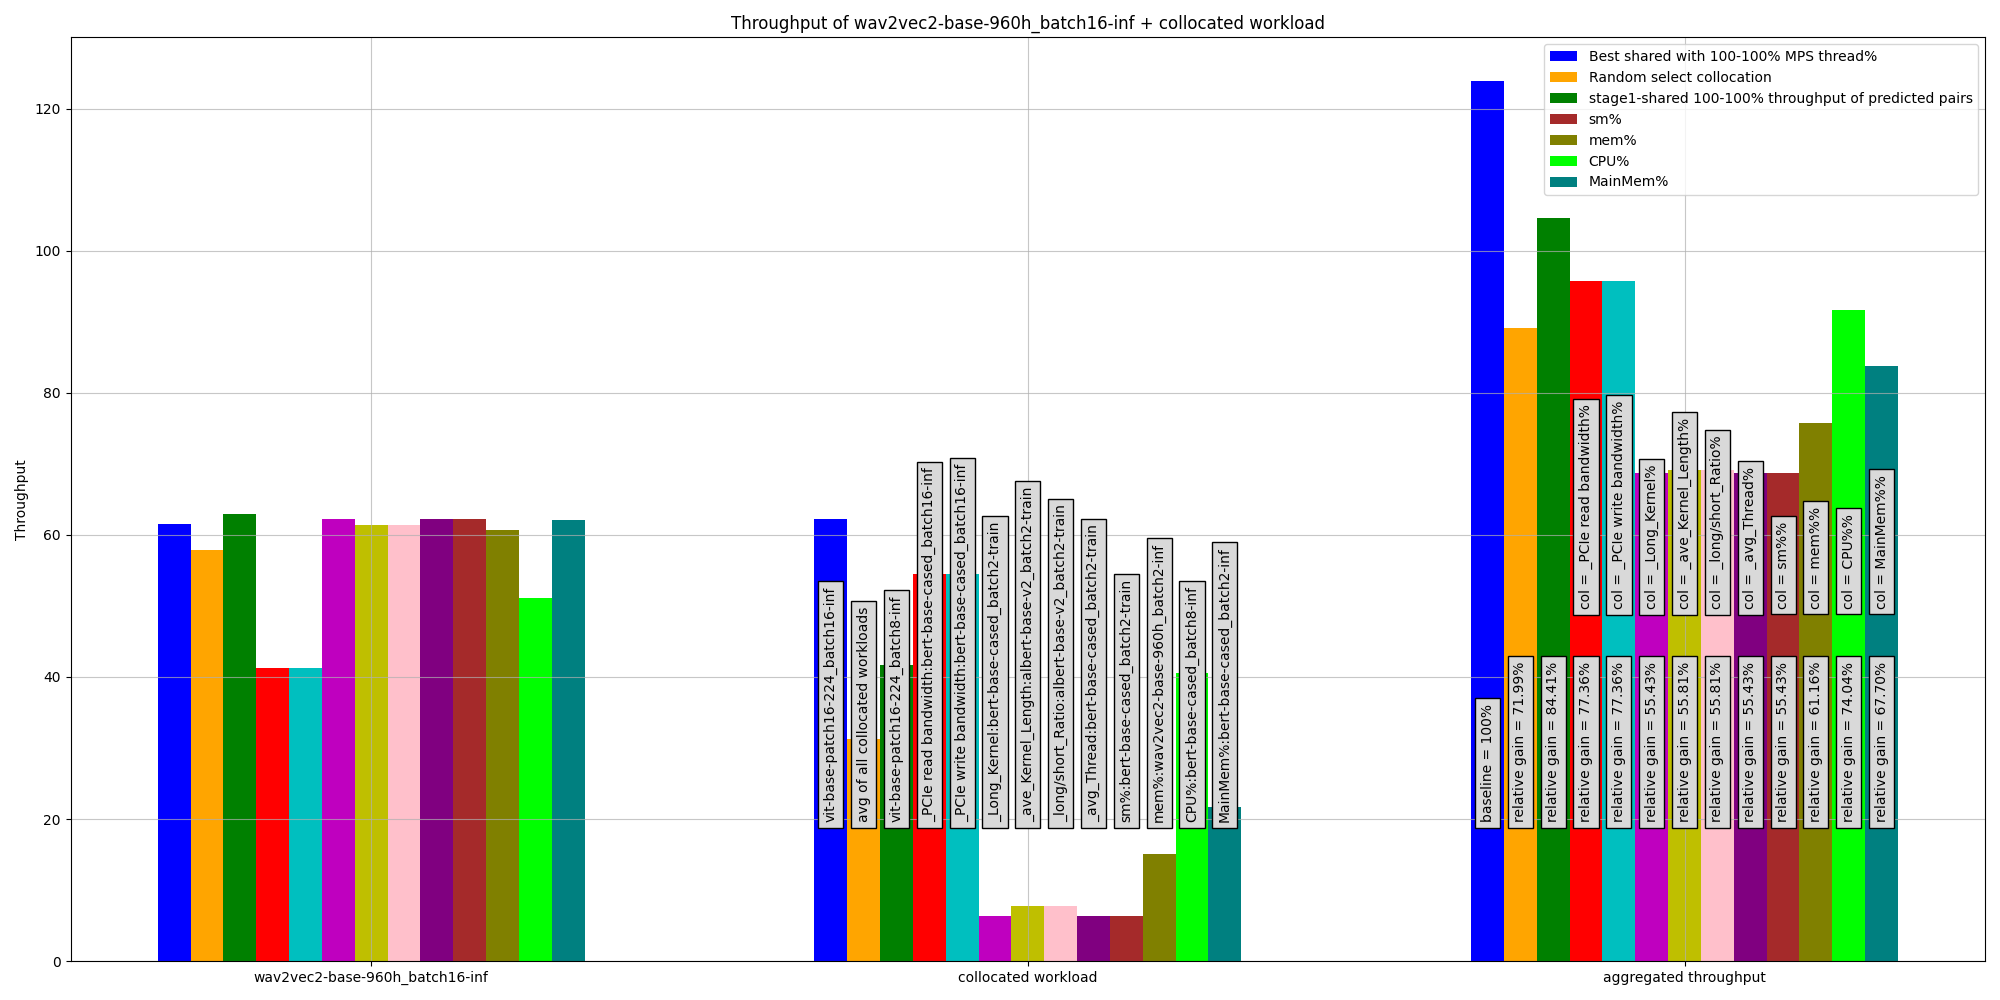 Throughput of wav2vec2-base-960h_batch16-inf + collocated workload
Best shared with 100-100% MPS thread%
Random select collocation
stage1-shared 100-100% throughput of predicted pairs
sm%
mem%
CPU%
MainMem%
Throughput
120
100
80
60
40
20
0
vit-base-patch16-224_batch16-inf
avg of all collocated workloads
vit-base-patch16-224_batch8-inf
_PCIe read bandwidth:bert-base-cased_batch16-inf
_PCIe write bandwidth:bert-base-cased_batch16-inf
_Long_Kernel:bert-base-cased_batch2-train
_ave_Kernel_Length:albert-base-v2_batch2-train
_long/short_Ratio:albert-base-v2_batch2-train
_avg_Thread:bert-base-cased_batch2-train
sm%:bert-base-cased_batch2-train
mem%:wav2vec2-base-960h_batch2-inf
CPU%:bert-base-cased_batch8-inf
MainMem%:bert-base-cased_batch2-inf
col = _PCIe read bandwidth%
col = _PCIe write bandwidth%
col = _Long_Kernel%
col = _ave_Kernel_Length%
col = _long/short_Ratio%
col = _avg_Thread%
col = sm%%
col = mem%%
col = CPU%%
col = MainMem%%
baseline = 100%
relative gain = 71.99%
relative gain = 84.41%
relative gain = 77.36%
relative gain = 77.36%
relative gain = 55.43%
relative gain = 55.81%
relative gain = 55.81%
relative gain = 55.43%
relative gain = 55.43%
relative gain = 61.16%
relative gain = 74.04%
relative gain = 67.70%
wav2vec2-base-960h_batch16-inf
collocated workload
aggregated throughput